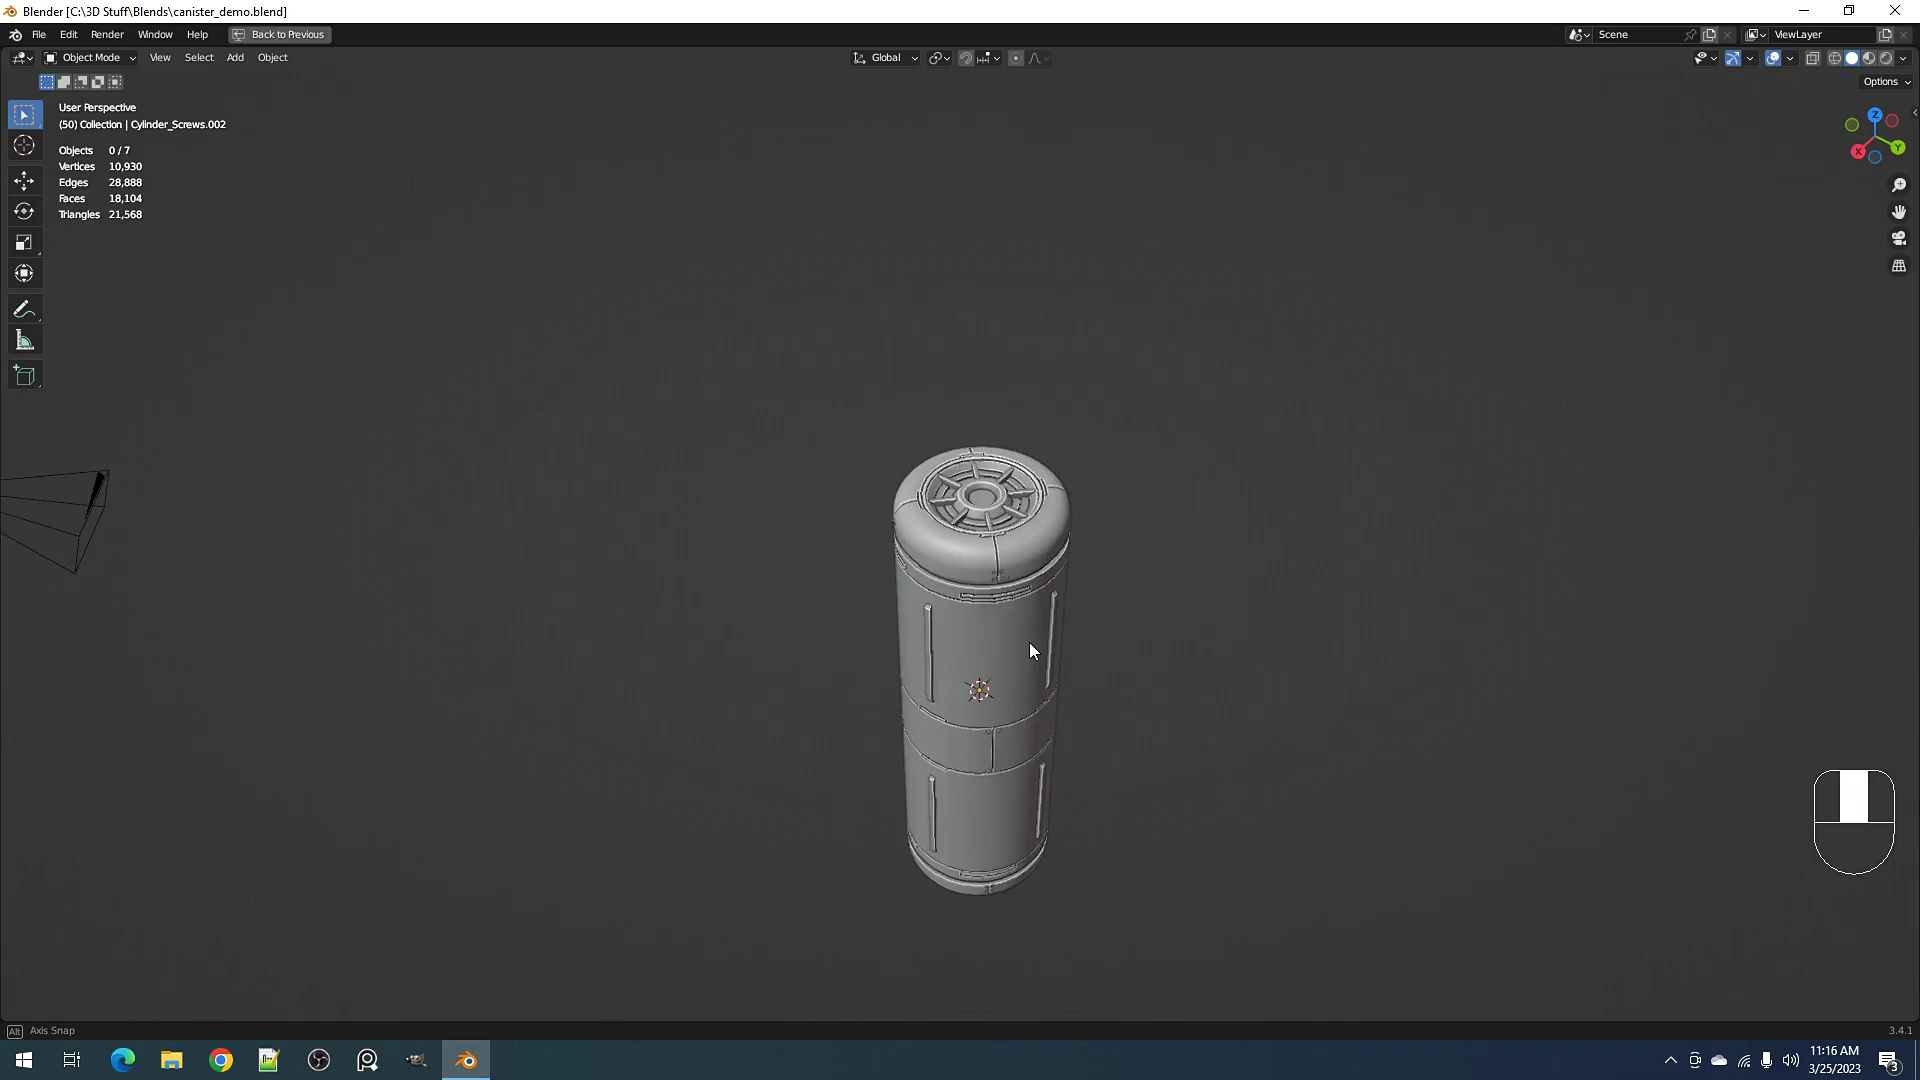 Blender [C:\3D Stuff\Blends\canister_demo.blend]
File Edit Render Window Help Back to Previous Scene ViewLayer
Object Mode View Select Add Object Global
Options
User Perspective
(50) Collection | Cylinder_Screws.002
Objects 0 / 7
Vertices 10,930
Edges 28,888
Faces 18,104
Triangles 21,568
Z
Y
X
Alt Axis Snap 3.4.1
11:16 AM
3/25/2023
3